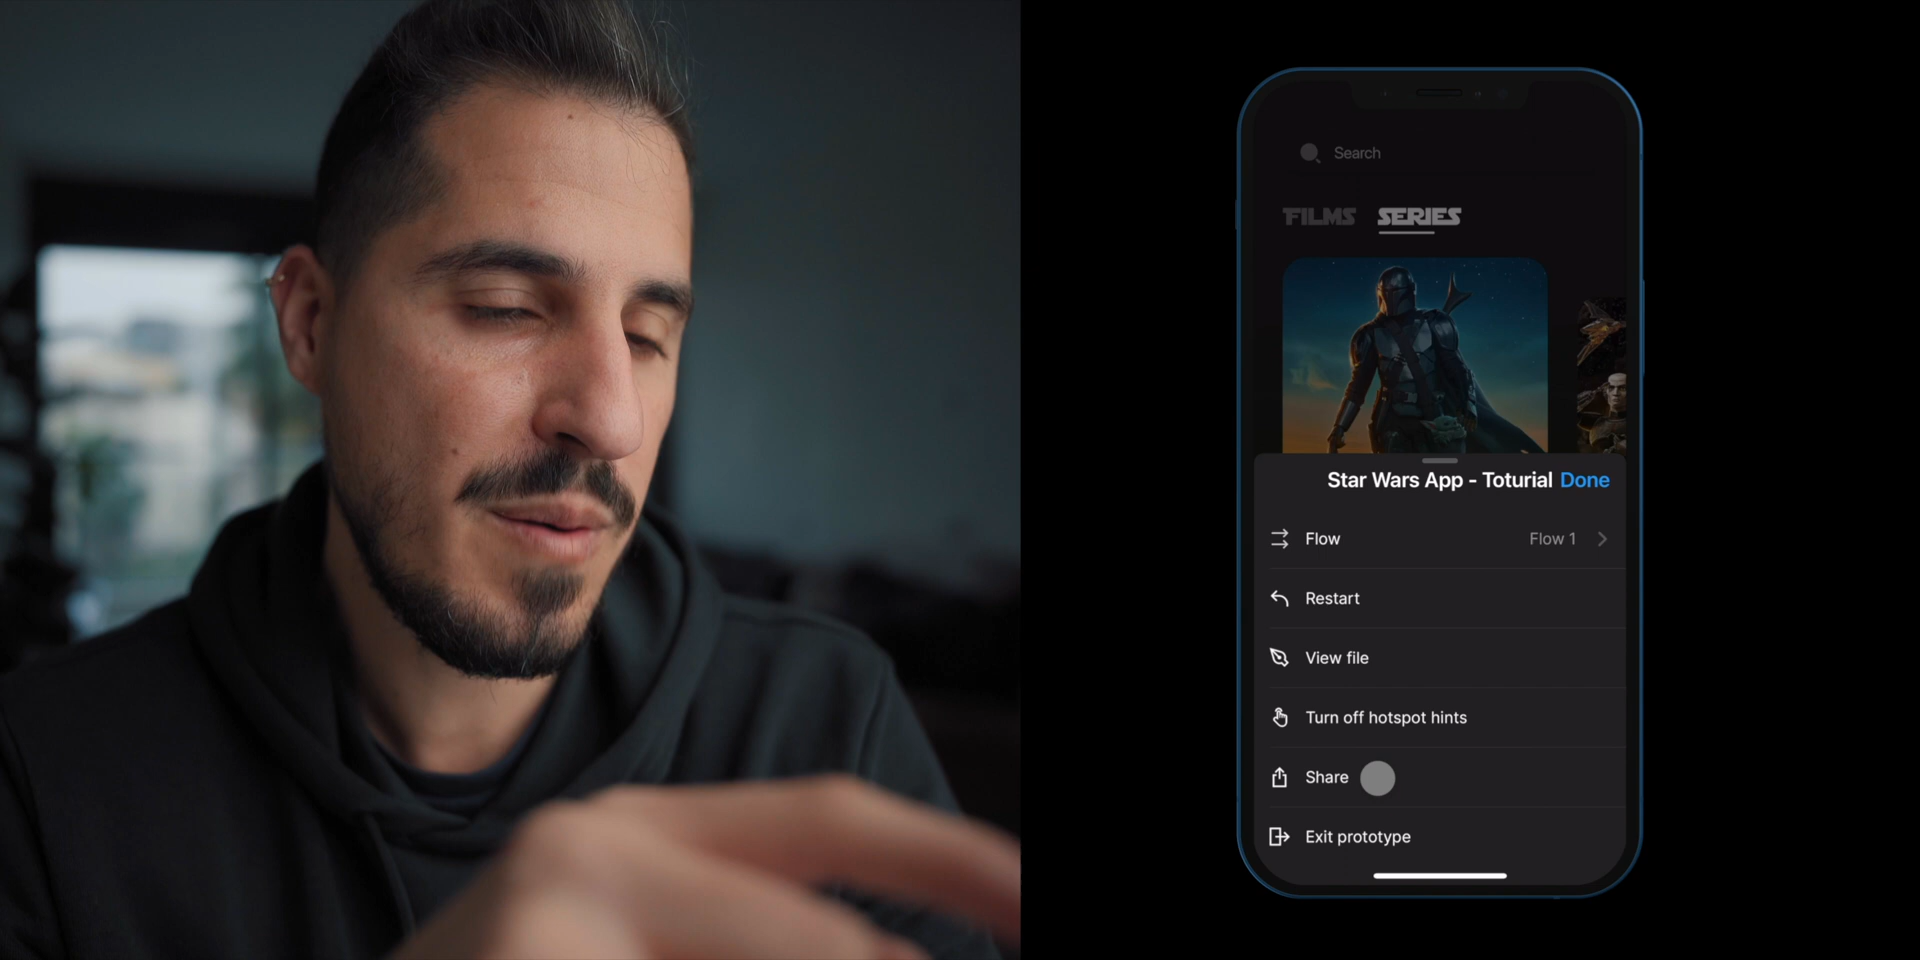 Search
FILMS SERIES
Star Wars App - Toturial Done
Flow Flow 1
Restart
View file
Turn off hotspot hints
Share
Exit prototype